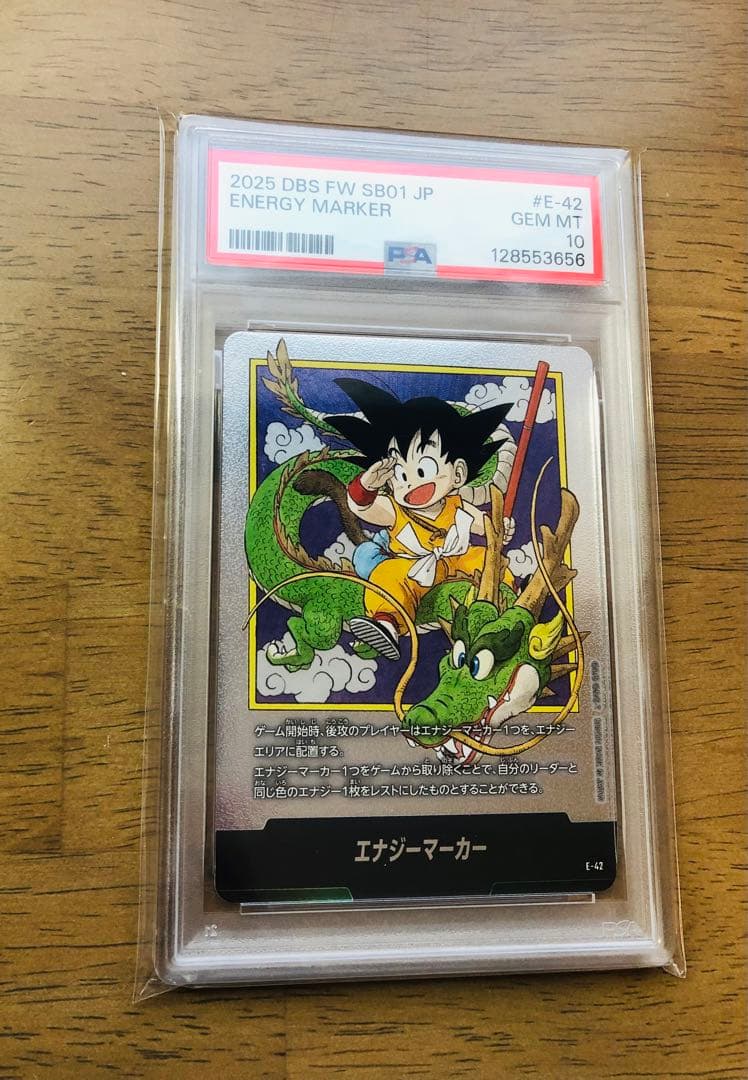 2025 DBS FW SB01 JP #E-42
ENERGY MARKER GEM MT
10
PSA 128553656
ゲーム開始時、後攻のプレイヤーはエナジーマーカー1つを、エナジー
エリアに配置する。
エナジーマーカー1つをゲームから取り除くことで、自分のリーダーと
同じ色のエナジー1枚をレストにしたものとすることができる。
エナジーマーカー
E-42